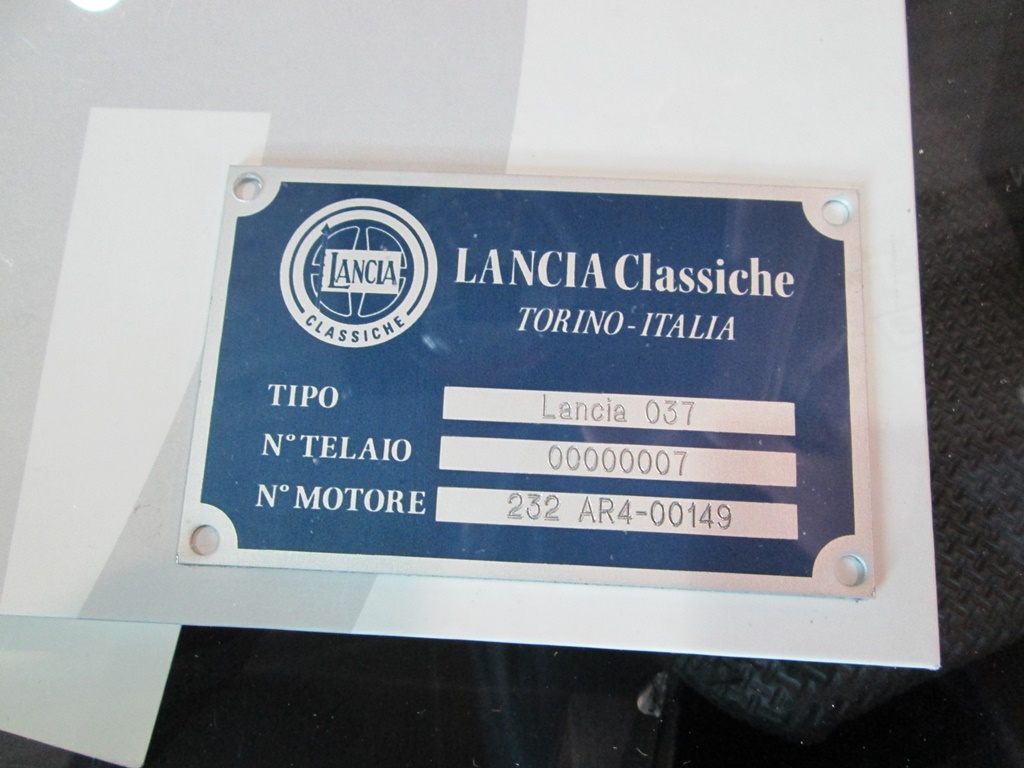 LANCIA
CLASSICHE
LANCIA Classiche
TORINO - ITALIA
TIPO Lancia 037
N° TELAIO 00000007
N° MOTORE 232 AR4-00149